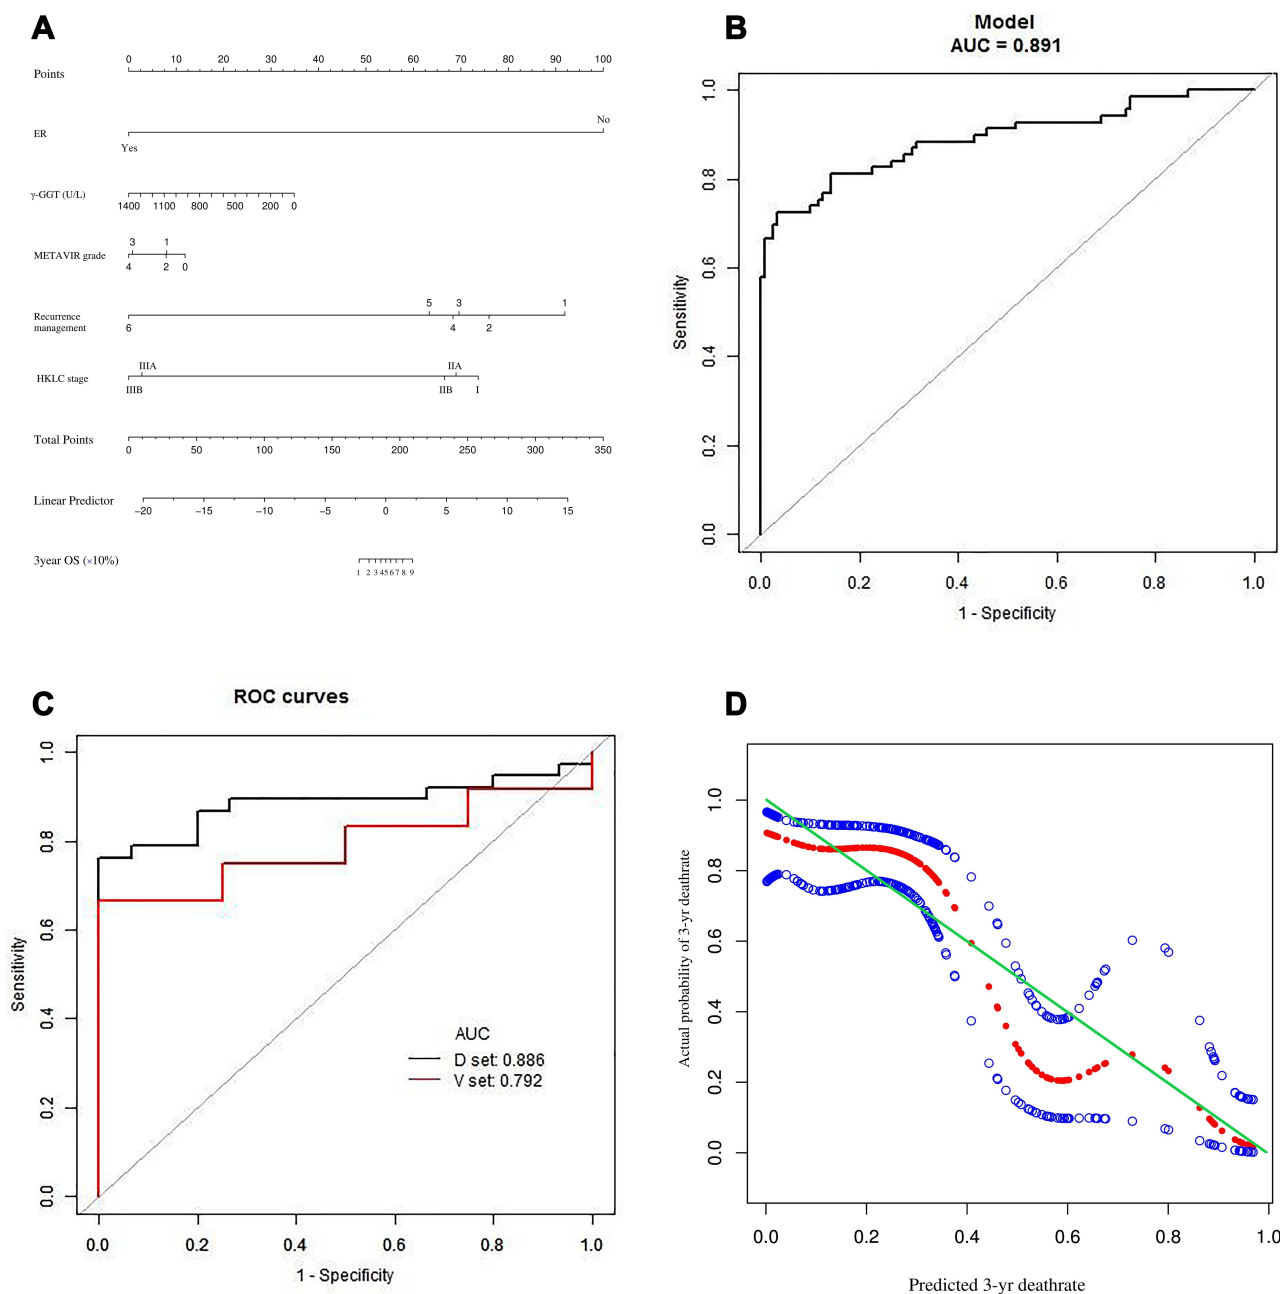 A
0 10 20 30 40 50 60 70 80 90 100
Points
No
ER
Yes
γ-GGT (U/L)
1400 1100 800 500 200 0
3 1
METAVIR grade
4 2 0
5 3 1
Recurrence
management
6 4 2
IIIA IIA
HKLC stage
IIIB IIB I
Total Points
0 50 100 150 200 250 300 350
Linear Predictor
−20 −15 −10 −5 0 5 10 15
3year OS (×10%)
1 2 3 4 5 6 7 8 9
B
Model
AUC = 0.891
1.0
0.8
0.6
0.4
0.2
0.0
Sensitivity
0.0 0.2 0.4 0.6 0.8 1.0
1 - Specificity
C
ROC curves
1.0
0.8
0.6
0.4
0.2
0.0
Sensitivity
AUC
D set: 0.886
V set: 0.792
0.0 0.2 0.4 0.6 0.8 1.0
1 - Specificity
D
1.0
0.8
0.6
0.4
0.2
0.0
Actual probability of 3-yr deathrate
0.0 0.2 0.4 0.6 0.8 1.0
Predicted 3-yr deathrate